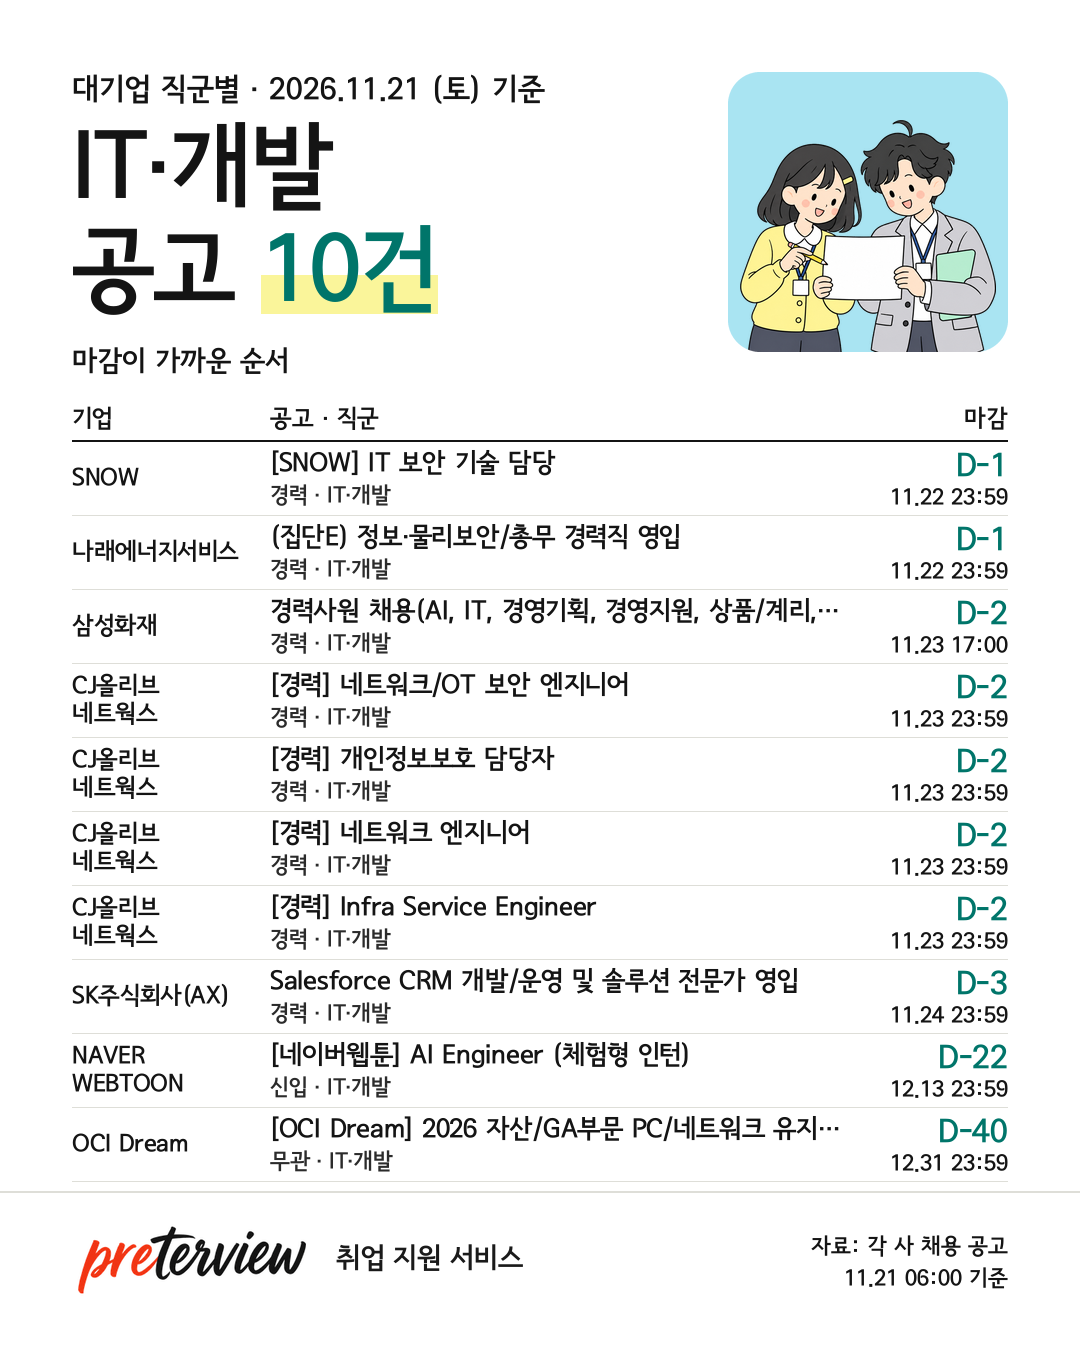 대기업 직군별 · 2026.11.21 (토) 기준
IT·개발
공고 10건
마감이 가까운 순서
기업 공고 · 직군 마감
SNOW
[SNOW] IT 보안 기술 담당
경력 · IT·개발
D-1
11.22 23:59
나래에너지서비스
(집단E) 정보·물리보안/총무 경력직 영입
경력 · IT·개발
D-1
11.22 23:59
삼성화재
경력사원 채용(AI, IT, 경영기획, 경영지원, 상품/계리,…
경력 · IT·개발
D-2
11.23 17:00
CJ올리브
네트웍스
[경력] 네트워크/OT 보안 엔지니어
경력 · IT·개발
D-2
11.23 23:59
CJ올리브
네트웍스
[경력] 개인정보보호 담당자
경력 · IT·개발
D-2
11.23 23:59
CJ올리브
네트웍스
[경력] 네트워크 엔지니어
경력 · IT·개발
D-2
11.23 23:59
CJ올리브
네트웍스
[경력] Infra Service Engineer
경력 · IT·개발
D-2
11.23 23:59
SK주식회사(AX)
Salesforce CRM 개발/운영 및 솔루션 전문가 영입
경력 · IT·개발
D-3
11.24 23:59
NAVER
WEBTOON
[네이버웹툰] AI Engineer (체험형 인턴)
신입 · IT·개발
D-22
12.13 23:59
OCI Dream
[OCI Dream] 2026 자산/GA부문 PC/네트워크 유지…
무관 · IT·개발
D-40
12.31 23:59
preterview 취업 지원 서비스
자료: 각 사 채용 공고
11.21 06:00 기준